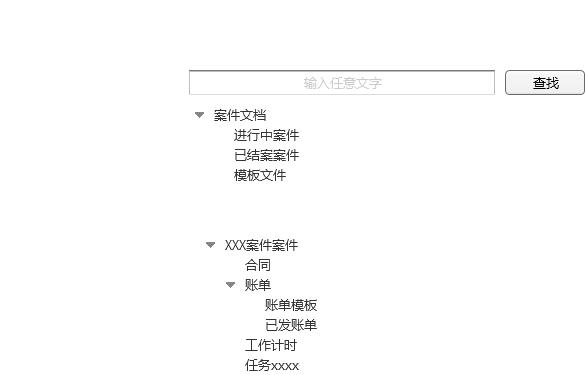 输入任意文字
查找
案件文档
进行中案件
已结案案件
模板文件
XXX案件案件
合同
账单
账单模板
已发账单
工作计时
任务xxxx